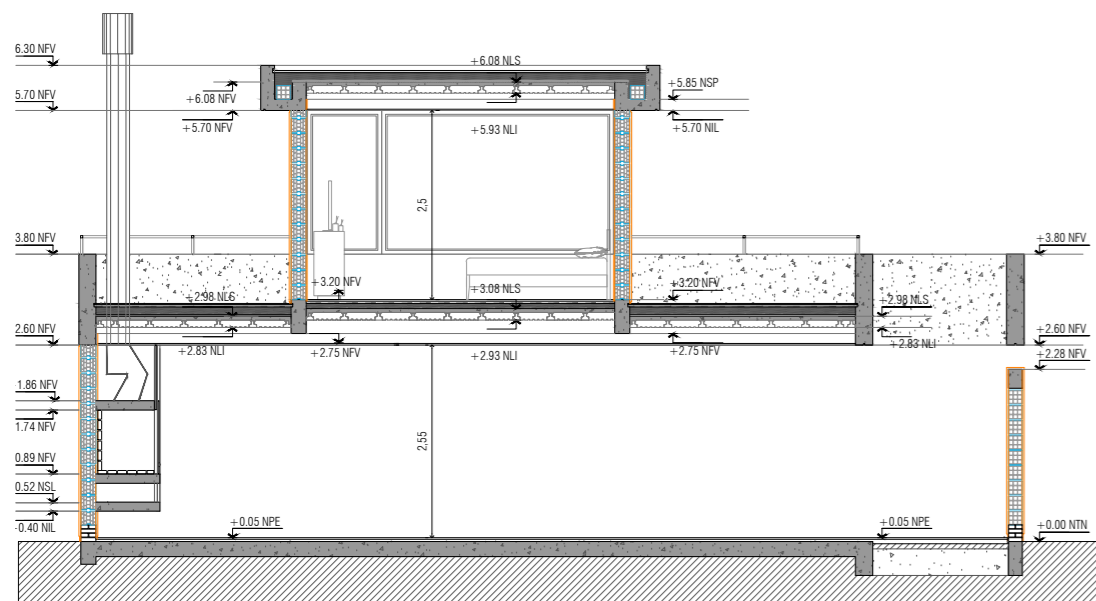 6.30 NFV
+6.08 NLS
+5.85 NSP
5.70 NFV
+6.08 NFV
+5.70 NFV
+5.93 NLI
+5.70 NIL
2,5
3.80 NFV
+3.80 NFV
+3.20 NFV
+3.08 NLS
+3.20 NFV
+2.98 NLS
+2.98 NLS
2.60 NFV
+2.60 NFV
+2.83 NLI
+2.75 NFV
+2.93 NLI
+2.75 NFV
+2.83 NLI
+2.28 NFV
1.86 NFV
1.74 NFV
2,55
0.89 NFV
0.52 NSL
-0.40 NIL
+0.05 NPE
+0.05 NPE
+0.00 NTN